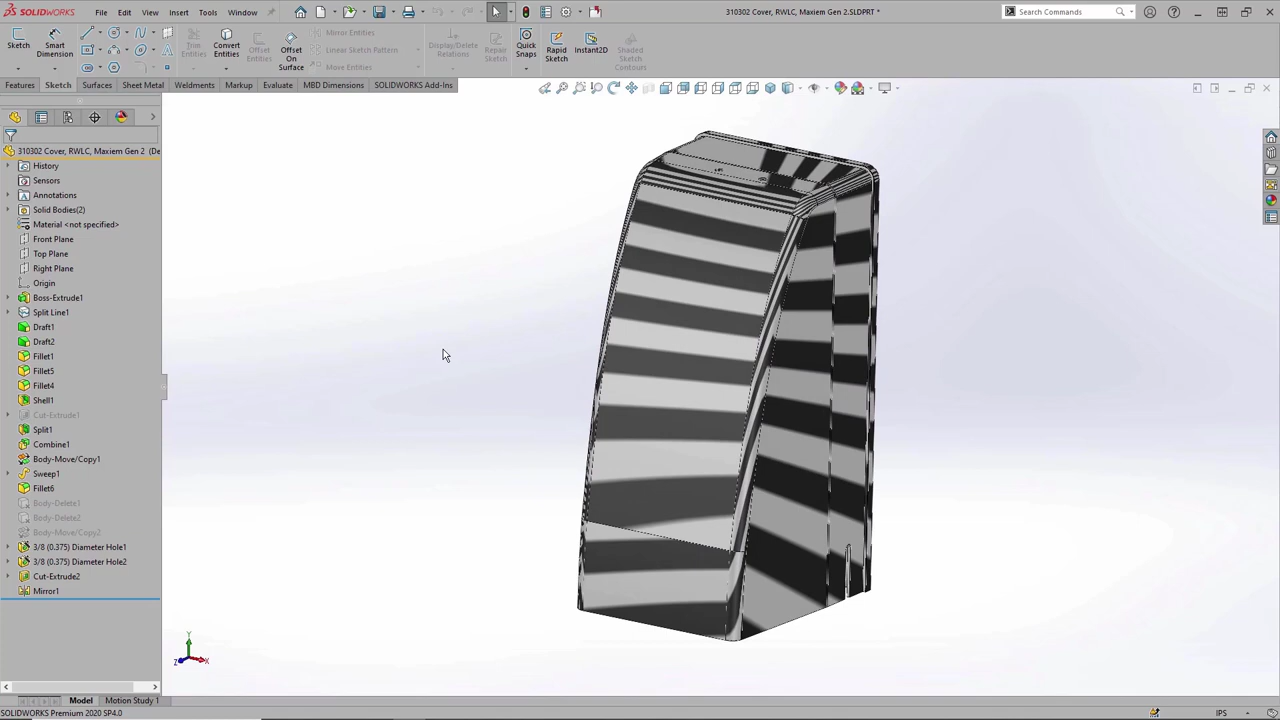 SOLIDWORKS
File
Edit
View
Insert
Tools
Window
310302 Cover, RWLC, Maxiem Gen 2.SLDPRT *
Search Commands
Sketch
Smart Dimension
Trim Entities
Convert Entities
Offset Entities
Offset On Surface
Mirror Entities
Linear Sketch Pattern
Move Entities
Display/Delete Relations
Repair Sketch
Quick Snaps
Rapid Sketch
Instant2D
Shaded Sketch Contours
Features
Sketch
Surfaces
Sheet Metal
Weldments
Markup
Evaluate
MBD Dimensions
SOLIDWORKS Add-Ins
310302 Cover, RWLC, Maxiem Gen 2 (De
History
Sensors
Annotations
Solid Bodies(2)
Material <not specified>
Front Plane
Top Plane
Right Plane
Origin
Boss-Extrude1
Split Line1
Draft1
Draft2
Fillet1
Fillet5
Fillet4
Shell1
Cut-Extrude1
Split1
Combine1
Body-Move/Copy1
Sweep1
Fillet6
Body-Delete1
Body-Delete2
Body-Move/Copy2
3/8 (0.375) Diameter Hole1
3/8 (0.375) Diameter Hole2
Cut-Extrude2
Mirror1
Y
Z
X
Model
Motion Study 1
SOLIDWORKS Premium 2020 SP4.0
IPS